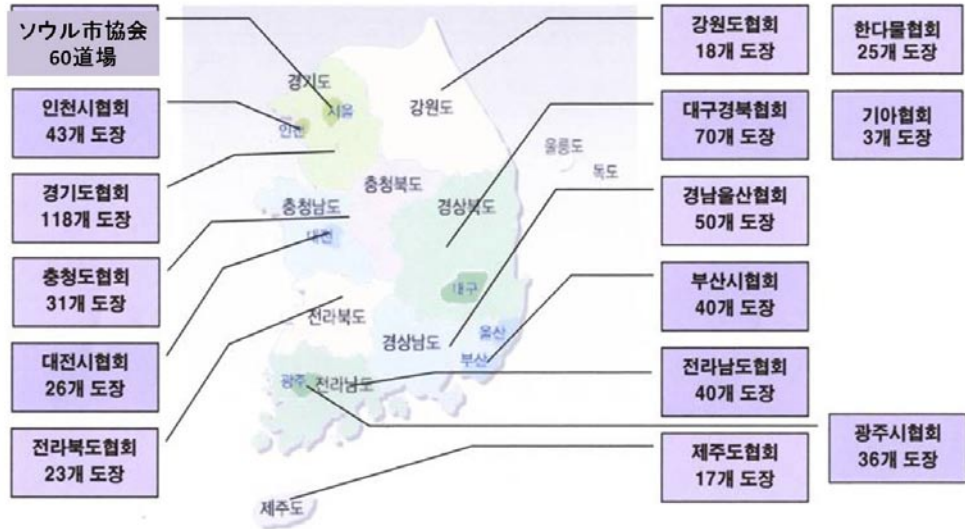 ソウル市協会
60道場
인천시협회
43개 도장
경기도협회
118개 도장
충청도협회
31개 도장
대전시협회
26개 도장
전라북도협회
23개 도장
경기도
서울
인천
강원도
충청북도
충청남도
대전
경상북도
대구
전라북도
경상남도
울산
부산
광주
전라남도
제주도
울릉도
독도
강원도협회
18개 도장
대구경북협회
70개 도장
경남울산협회
50개 도장
부산시협회
40개 도장
전라남도협회
40개 도장
제주도협회
17개 도장
한다물협회
25개 도장
기아협회
3개 도장
광주시협회
36개 도장